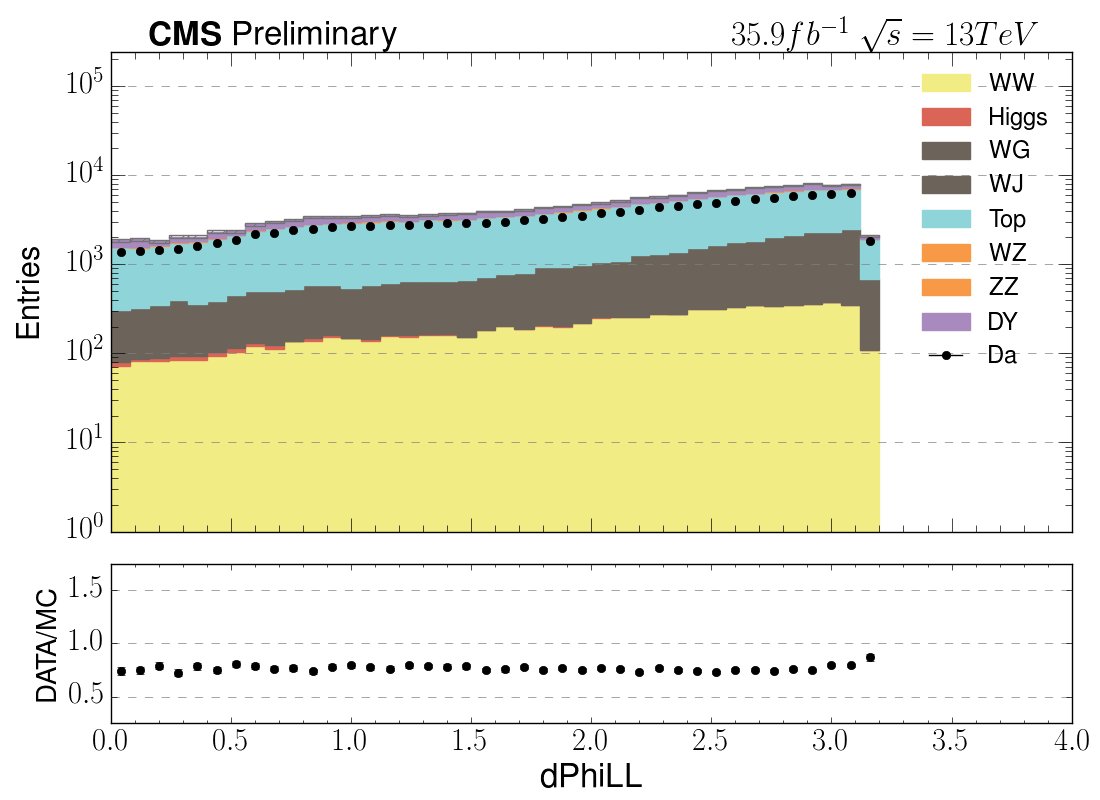 CMS Preliminary
35.9fb⁻¹ √s = 13TeV
Entries
10⁵
10⁴
10³
10²
10¹
10⁰
WW
Higgs
WG
WJ
Top
WZ
ZZ
DY
Da
DATA/MC
1.5
1.0
0.5
0.0 0.5 1.0 1.5 2.0 2.5 3.0 3.5 4.0
dPhiLL